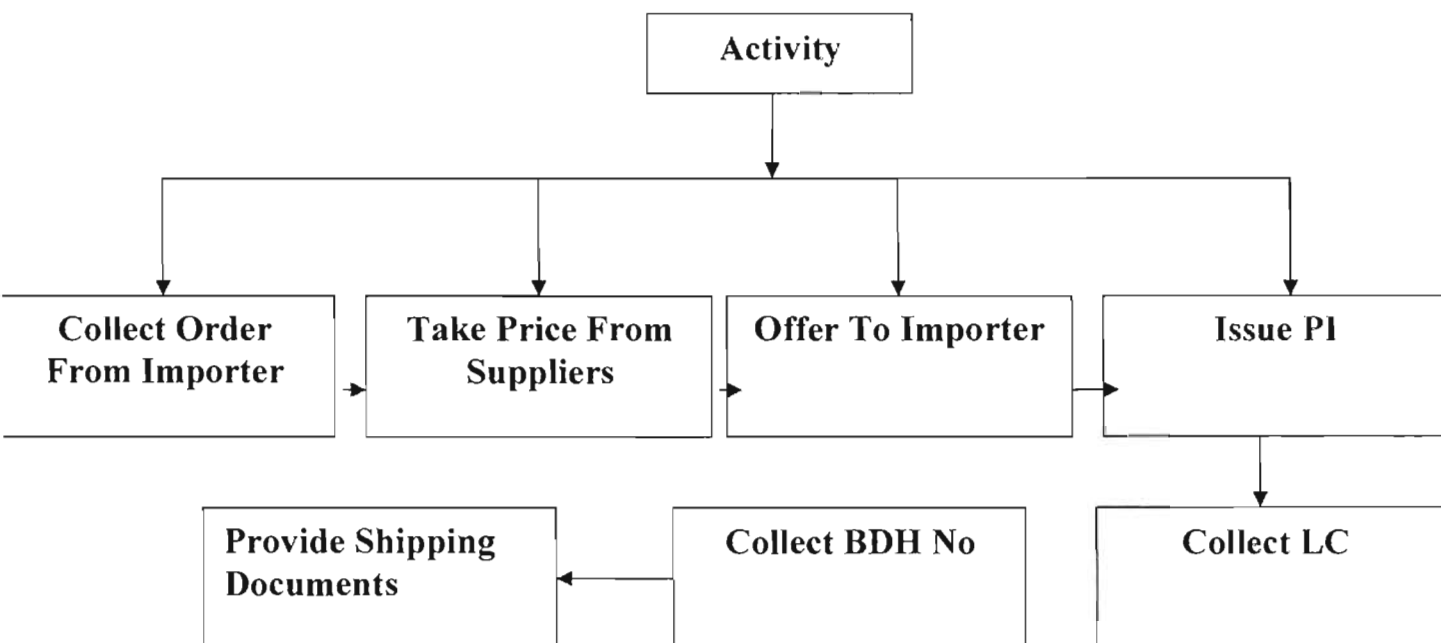 Activity
Collect Order
From Importer
Take Price From
Suppliers
Offer To Importer
Issue PI
Provide Shipping
Documents
Collect BDH No
Collect LC